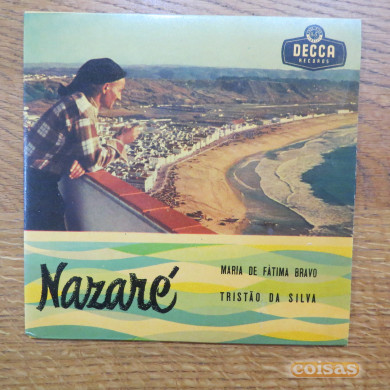 DECCA
RECORDS
Nazaré
MARIA DE FÁTIMA BRAVO
TRISTÃO DA SILVA
coisas